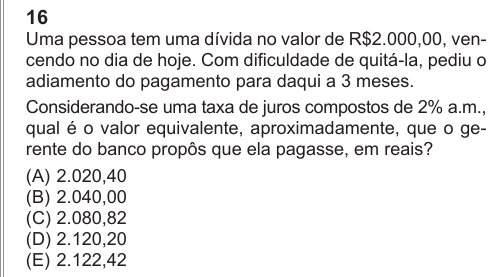 16
Uma pessoa tem uma dívida no valor de R$2.000,00, ven-
cendo no dia de hoje. Com dificuldade de quitá-la, pediu o
adiamento do pagamento para daqui a 3 meses.
Considerando-se uma taxa de juros compostos de 2% a.m.,
qual é o valor equivalente, aproximadamente, que o ge-
rente do banco propôs que ela pagasse, em reais?
(A) 2.020,40
(B) 2.040,00
(C) 2.080,82
(D) 2.120,20
(E) 2.122,42